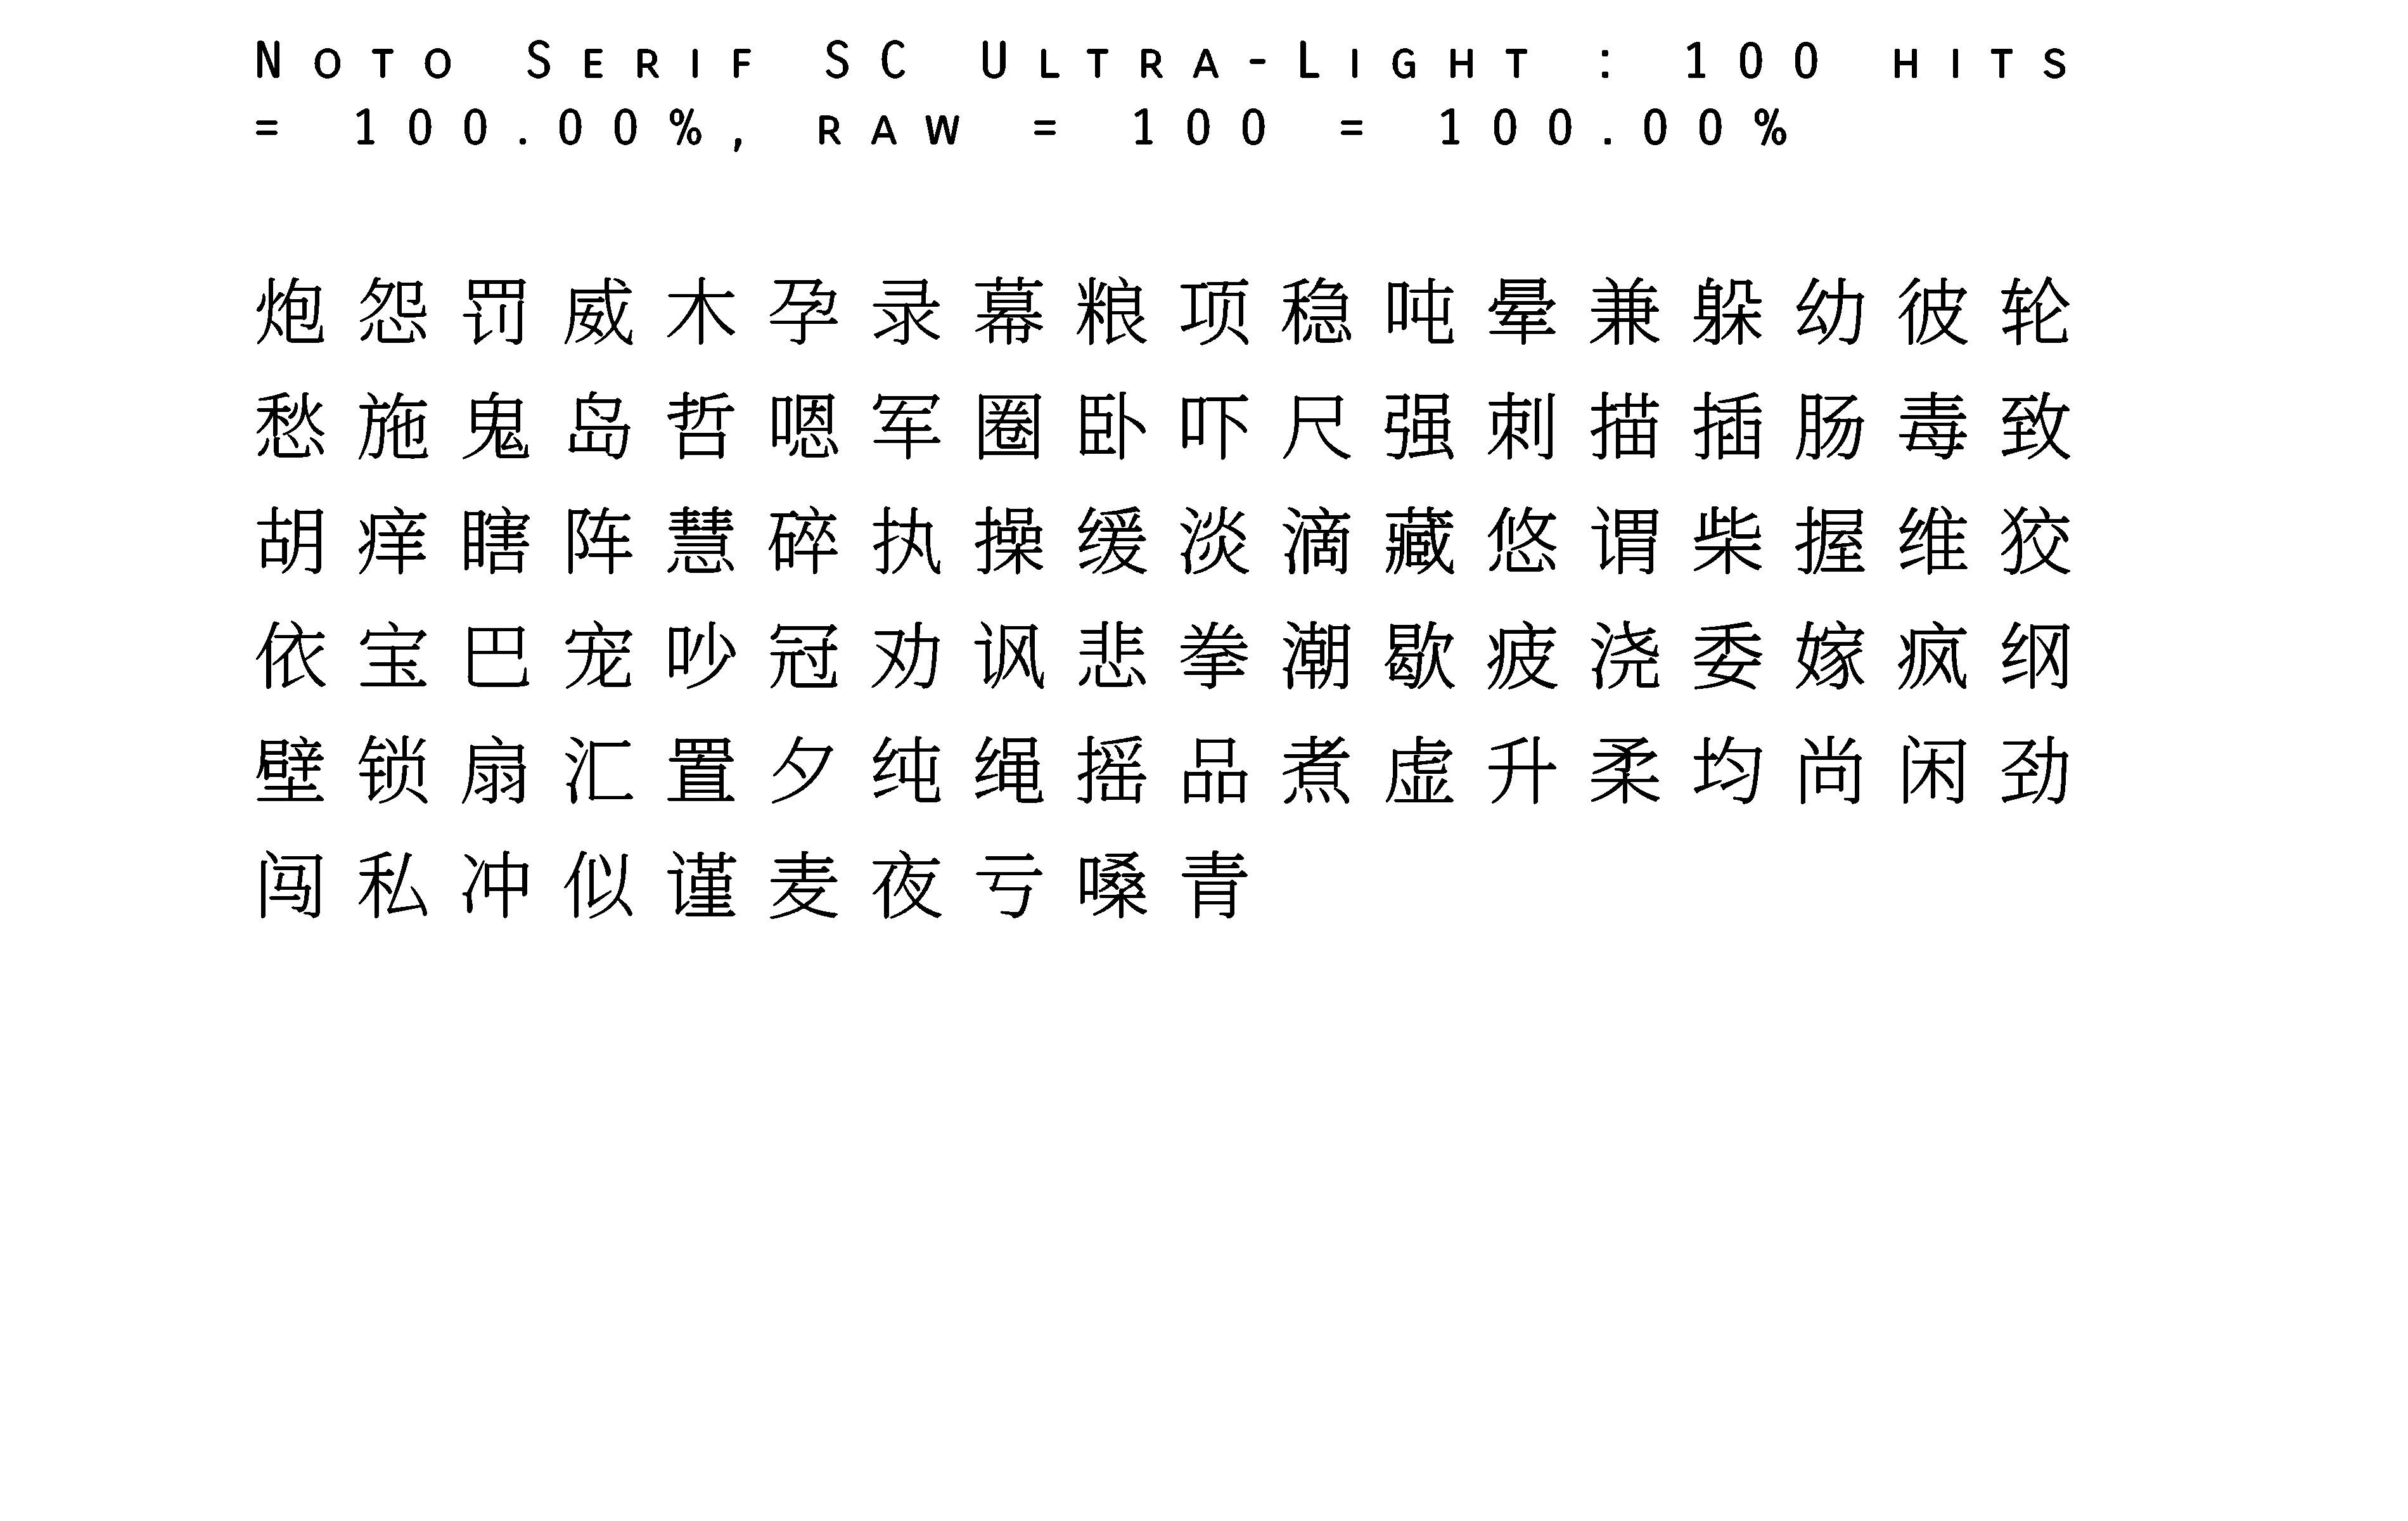 Noto Serif SC Ultra-Light : 100 hits
= 100.00%, raw = 100 = 100.00%
炮怨罚威木孕录幕粮项稳吨晕兼躲幼彼轮
愁施鬼岛哲嗯军圈卧吓尺强刺描插肠毒致
胡痒瞎阵慧碎执操缓淡滴藏悠谓柴握维狡
依宝巴宠吵冠劝讽悲拳潮歇疲浇委嫁疯纲
壁锁扇汇置夕纯绳摇品煮虚升柔均尚闲劲
闯私冲似谨麦夜亏嗓青